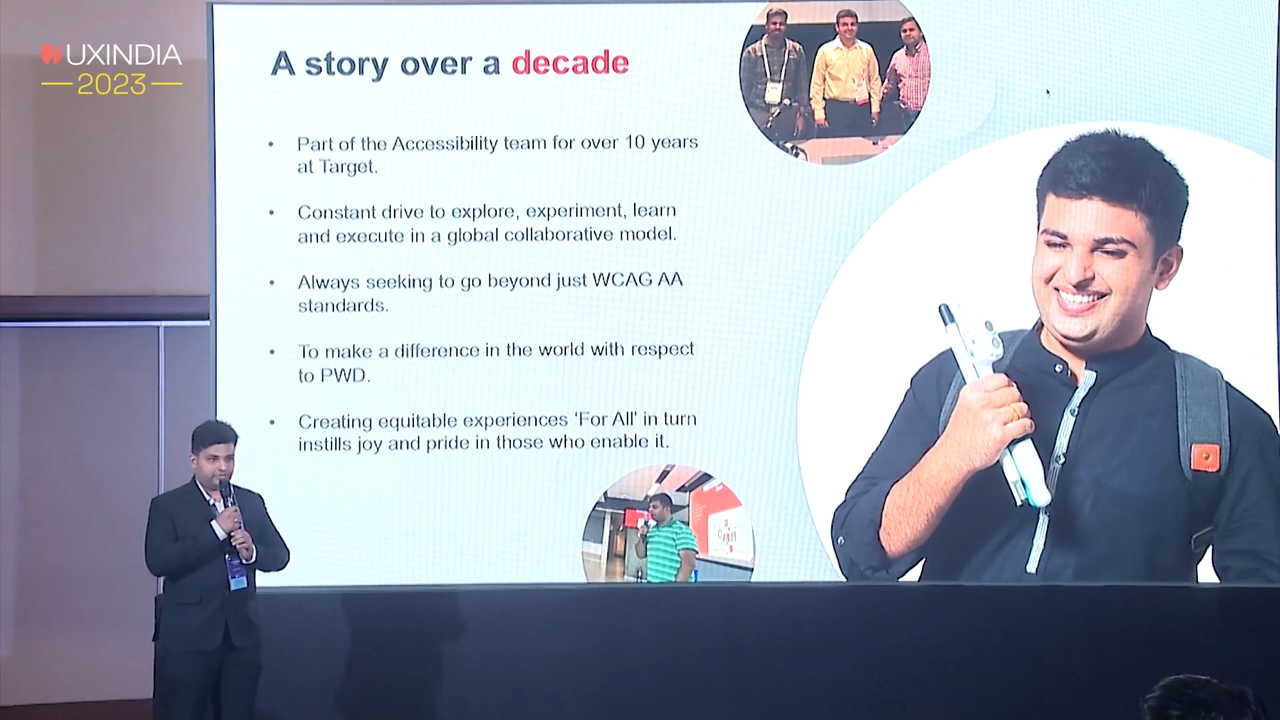 UXINDIA
2023
A story over a decade
• Part of the Accessibility team for over 10 years
at Target.
• Constant drive to explore, experiment, learn
and execute in a global collaborative model.
• Always seeking to go beyond just WCAG AA
standards.
• To make a difference in the world with respect
to PWD.
• Creating equitable experiences ‘For All’ in turn
instills joy and pride in those who enable it.